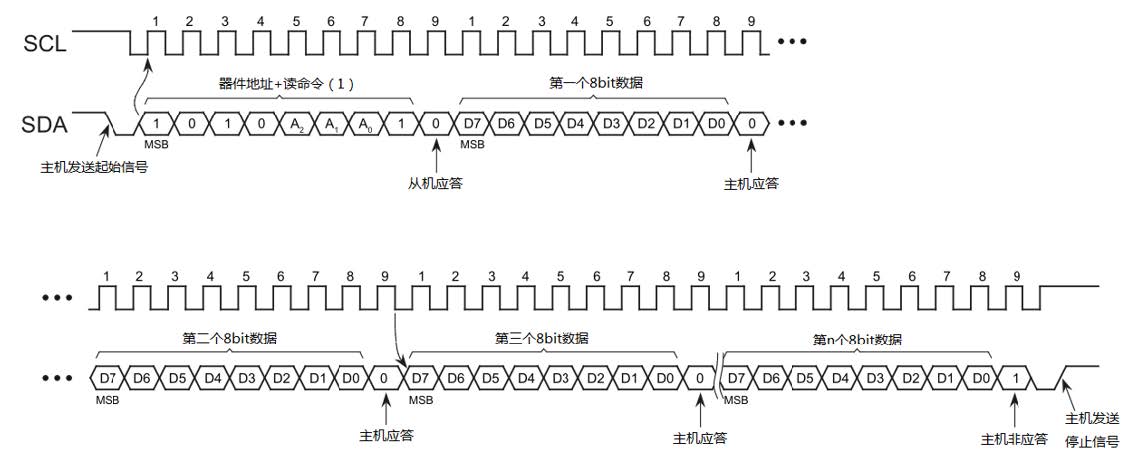 1 2 3 4 5 6 7 8 9 1 2 3 4 5 6 7 8 9
SCL •••
器件地址+读命令（1） 第一个8bit数据
SDA 1 0 1 0 A2 A1 A0 1 0 D7 D6 D5 D4 D3 D2 D1 D0 0 •••
MSB MSB
主机发送起始信号 从机应答 主机应答
1 2 3 4 5 6 7 8 9 1 2 3 4 5 6 7 8 9 1 2 3 4 5 6 7 8 9
•••
第二个8bit数据 第三个8bit数据 第n个8bit数据
••• D7 D6 D5 D4 D3 D2 D1 D0 0 D7 D6 D5 D4 D3 D2 D1 D0 0 D7 D6 D5 D4 D3 D2 D1 D0 1
MSB MSB MSB
主机应答 主机应答 主机非应答 主机发送
停止信号